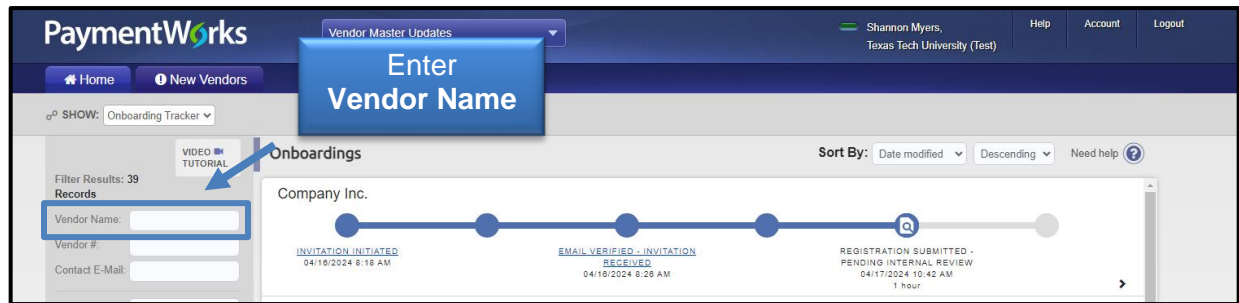 PaymentWorks
Vendor Master Updates
Shannon Myers,
Texas Tech University (Test)
Help
Account
Logout
Home
New Vendors
Enter
Vendor Name
SHOW: Onboarding Tracker
VIDEO
TUTORIAL
Filter Results: 39
Records
Vendor Name:
Vendor #:
Contact E-Mail:
Onboardings
Sort By: Date modified Descending Need help
Company Inc.
INVITATION INITIATED
04/16/2024 8:18 AM
EMAIL VERIFIED - INVITATION
RECEIVED
04/16/2024 8:26 AM
REGISTRATION SUBMITTED -
PENDING INTERNAL REVIEW
04/17/2024 10:42 AM
1 hour